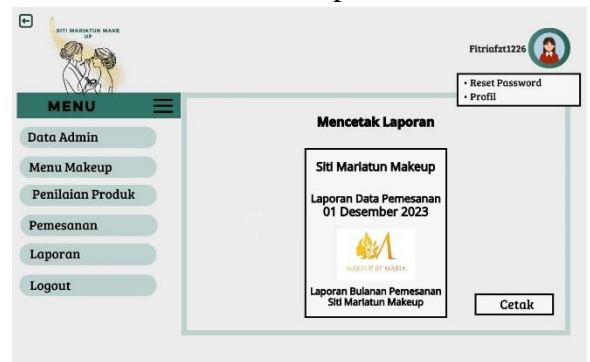 SITI MARIATUN MAKE
UP
Fitriafzt1226
• Reset Password
• Profil
MENU
Data Admin
Menu Makeup
Penilaian Produk
Pemesanan
Laporan
Logout
Mencetak Laporan
Siti Mariatun Makeup
Laporan Data Pemesanan
01 Desember 2023
MAKEUP BY MARIA
Laporan Bulanan Pemesanan
Siti Mariatun Makeup
Cetak